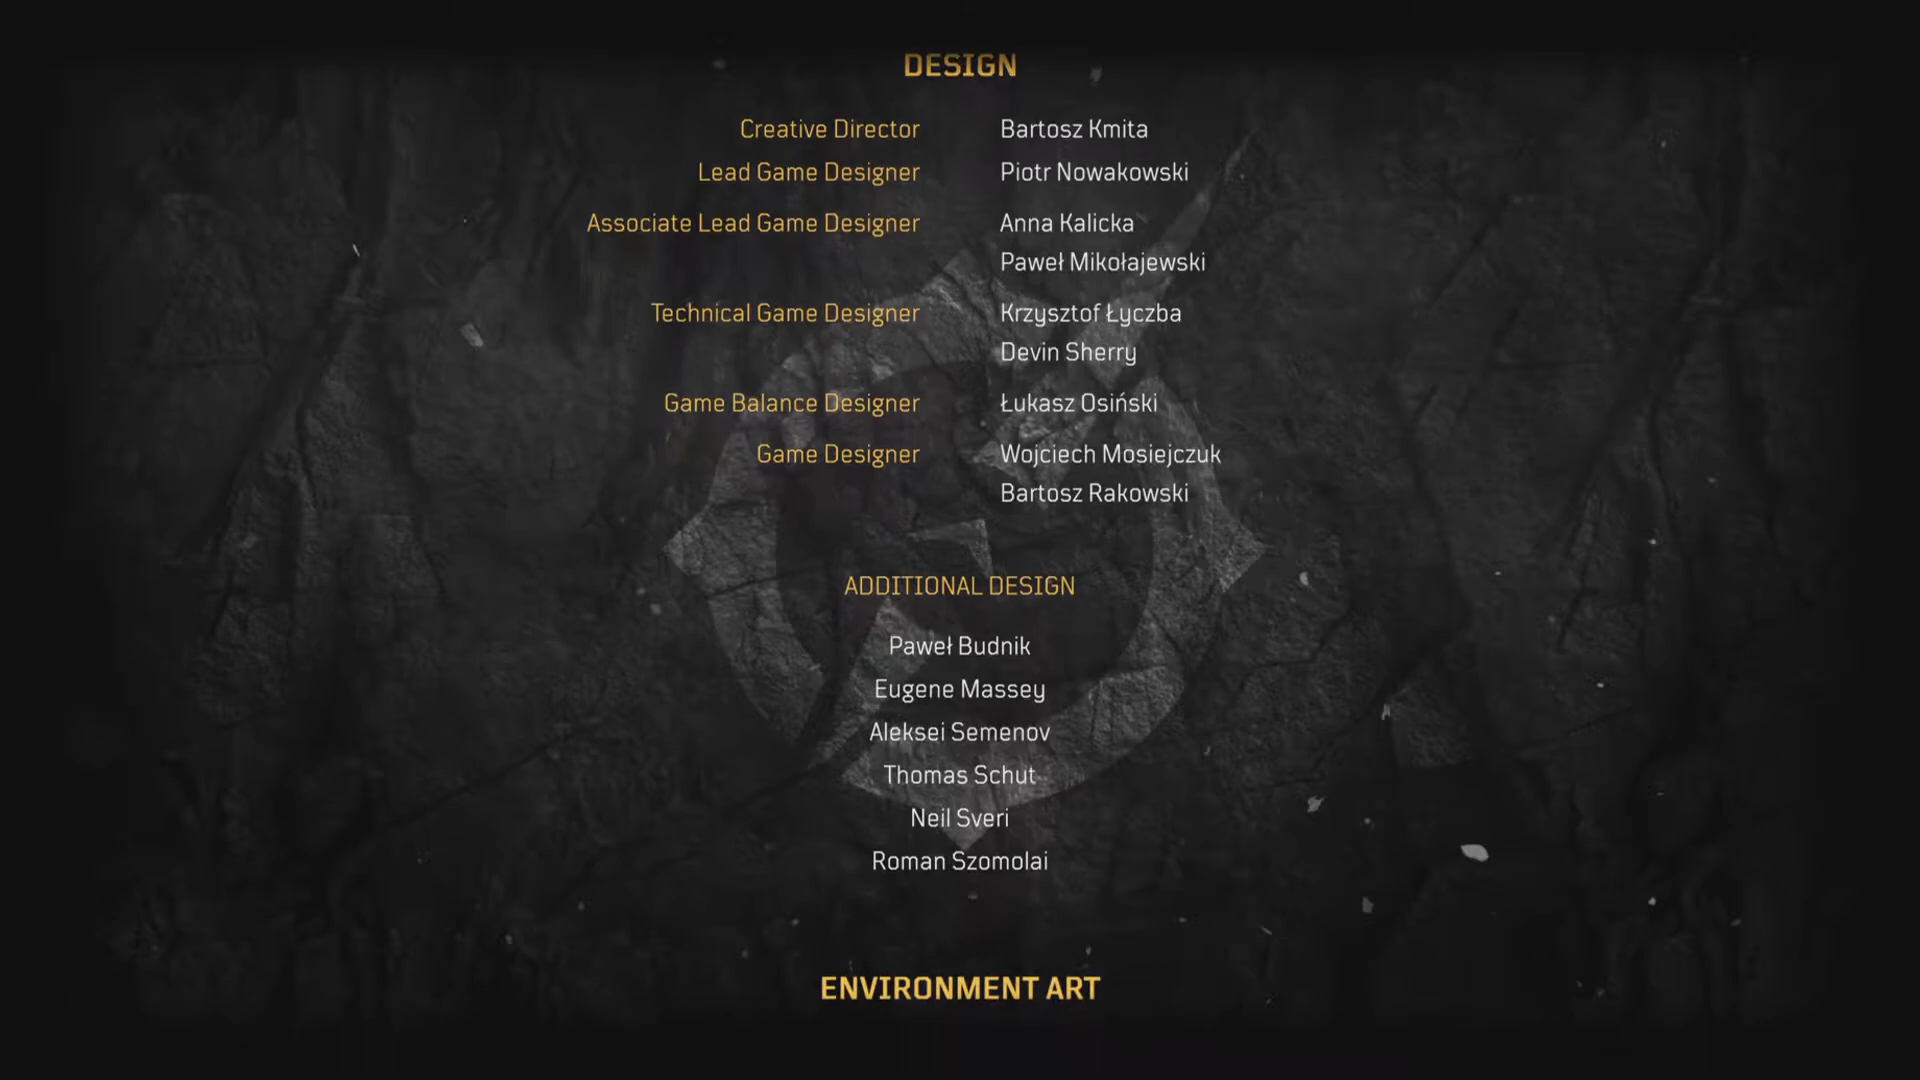 DESIGN
Creative Director Bartosz Kmita
Lead Game Designer Piotr Nowakowski
Associate Lead Game Designer Anna Kalicka
Paweł Mikołajewski
Technical Game Designer Krzysztof Łyczba
Devin Sherry
Game Balance Designer Łukasz Osiński
Game Designer Wojciech Mosiejczuk
Bartosz Rakowski
ADDITIONAL DESIGN
Paweł Budnik
Eugene Massey
Aleksei Semenov
Thomas Schut
Neil Sveri
Roman Szomolai
ENVIRONMENT ART